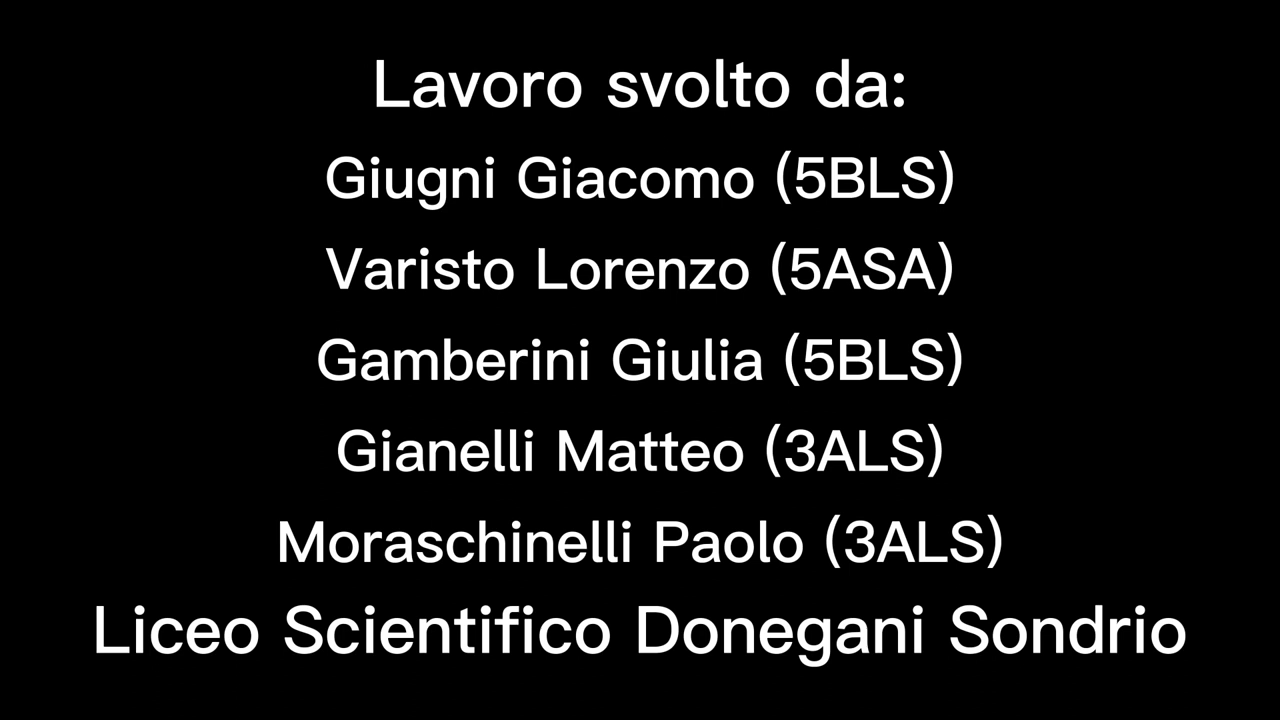 Lavoro svolto da:
Giugni Giacomo (5BLS)
Varisto Lorenzo (5ASA)
Gamberini Giulia (5BLS)
Gianelli Matteo (3ALS)
Moraschinelli Paolo (3ALS)
Liceo Scientifico Donegani Sondrio